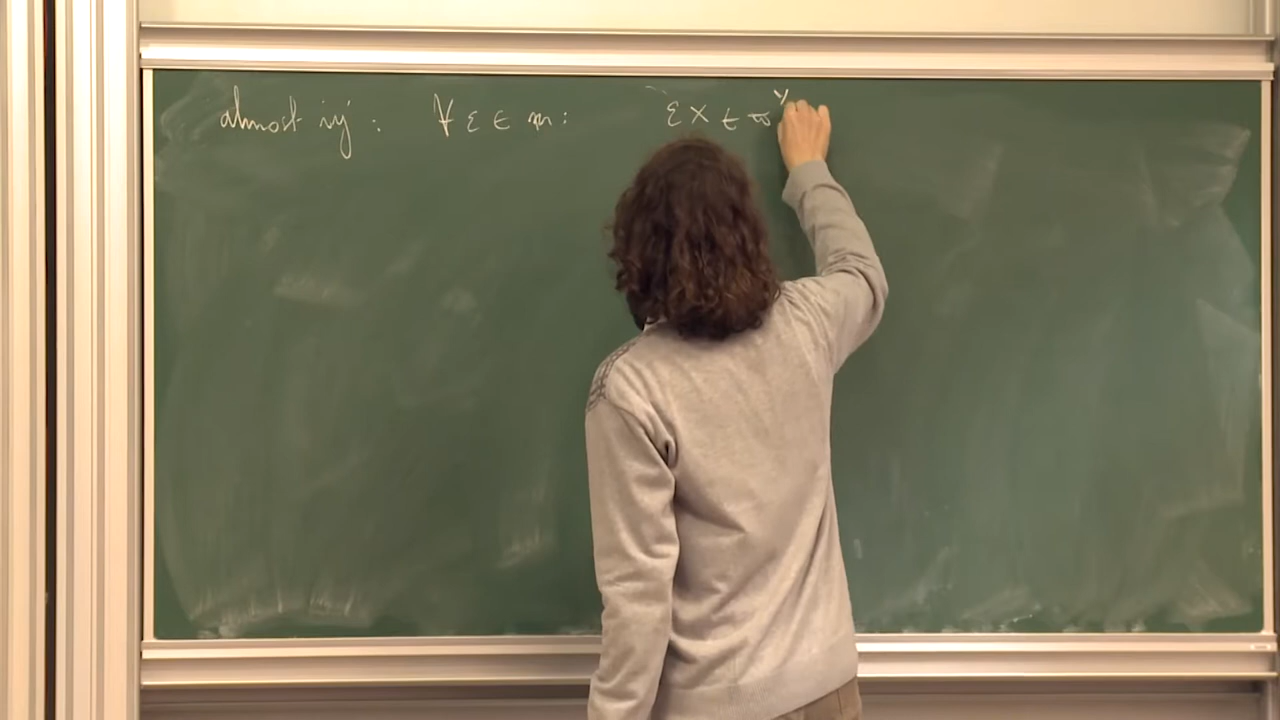 almost inj : ∀ ε ∈ m : ε x ∈ ϖ^γ